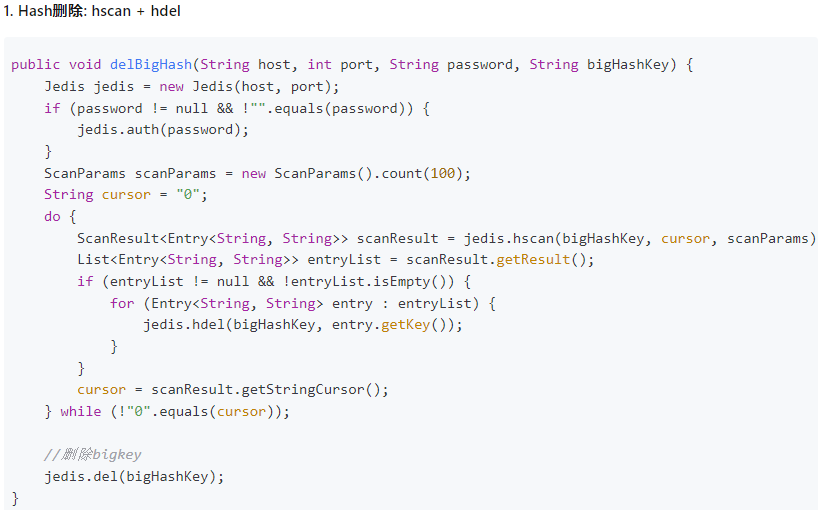 1. Hash删除: hscan + hdel
public void delBigHash(String host, int port, String password, String bigHashKey) {
    Jedis jedis = new Jedis(host, port);
    if (password != null && !"".equals(password)) {
        jedis.auth(password);
    }
    ScanParams scanParams = new ScanParams().count(100);
    String cursor = "0";
    do {
        ScanResult<Entry<String, String>> scanResult = jedis.hscan(bigHashKey, cursor, scanParams)
        List<Entry<String, String>> entryList = scanResult.getResult();
        if (entryList != null && !entryList.isEmpty()) {
            for (Entry<String, String> entry : entryList) {
                jedis.hdel(bigHashKey, entry.getKey());
            }
        }
        cursor = scanResult.getStringCursor();
    } while (!"0".equals(cursor));
    //删除bigkey
    jedis.del(bigHashKey);
}